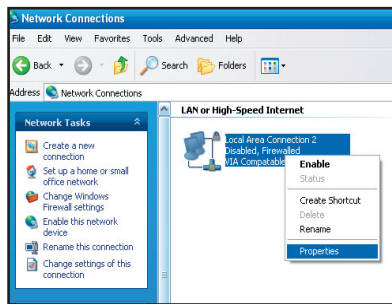 Network Connections
File Edit View Favorites Tools Advanced Help
Back Search Folders
Address Network Connections
LAN or High-Speed Internet
Network Tasks
Create a new
connection
Set up a home or small
office network
Change Windows
Firewall settings
Enable this network
device
Rename this connection
Change settings of this
connection
Local Area Connection 2
Disabled, Firewalled
VIA Compatable
Enable
Status
Create Shortcut
Delete
Rename
Properties